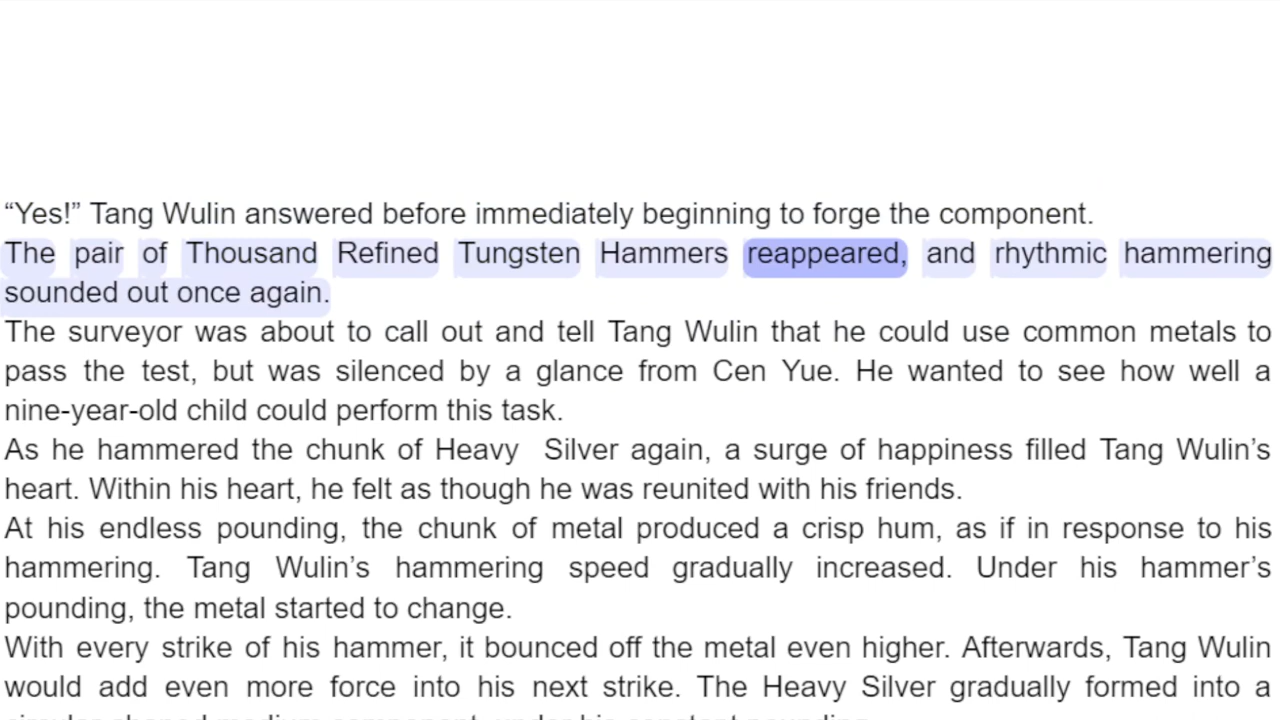 “Yes!” Tang Wulin answered before immediately beginning to forge the component.
The pair of Thousand Refined Tungsten Hammers reappeared, and rhythmic hammering
sounded out once again.
The surveyor was about to call out and tell Tang Wulin that he could use common metals to
pass the test, but was silenced by a glance from Cen Yue. He wanted to see how well a
nine-year-old child could perform this task.
As he hammered the chunk of Heavy Silver again, a surge of happiness filled Tang Wulin’s
heart. Within his heart, he felt as though he was reunited with his friends.
At his endless pounding, the chunk of metal produced a crisp hum, as if in response to his
hammering. Tang Wulin’s hammering speed gradually increased. Under his hammer’s
pounding, the metal started to change.
With every strike of his hammer, it bounced off the metal even higher. Afterwards, Tang Wulin
would add even more force into his next strike. The Heavy Silver gradually formed into a